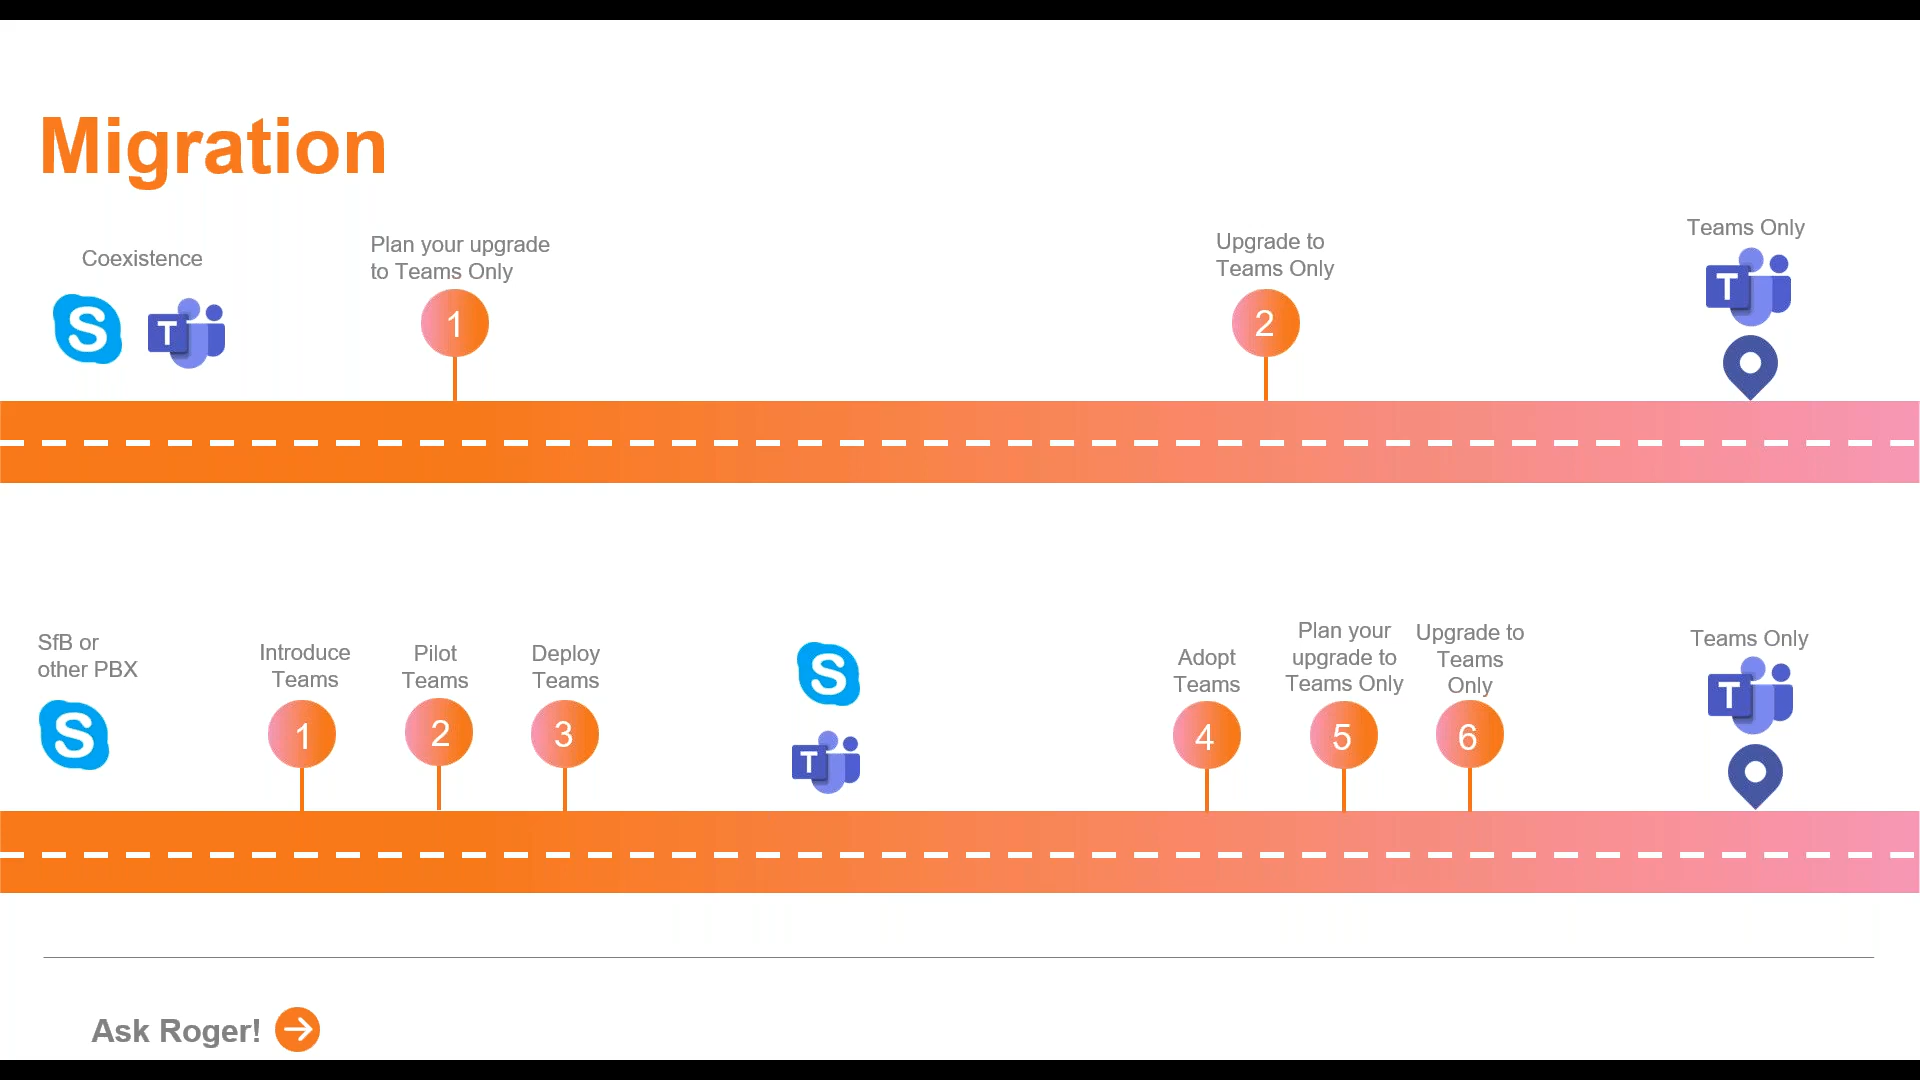 Migration
Coexistence
S
T
Plan your upgrade
to Teams Only
1
Upgrade to
Teams Only
2
Teams Only
T
SfB or
other PBX
S
Introduce
Teams
1
Pilot
Teams
2
Deploy
Teams
3
S
T
Adopt
Teams
4
Plan your
upgrade to
Teams Only
5
Upgrade to
Teams
Only
6
Teams Only
T
Ask Roger!